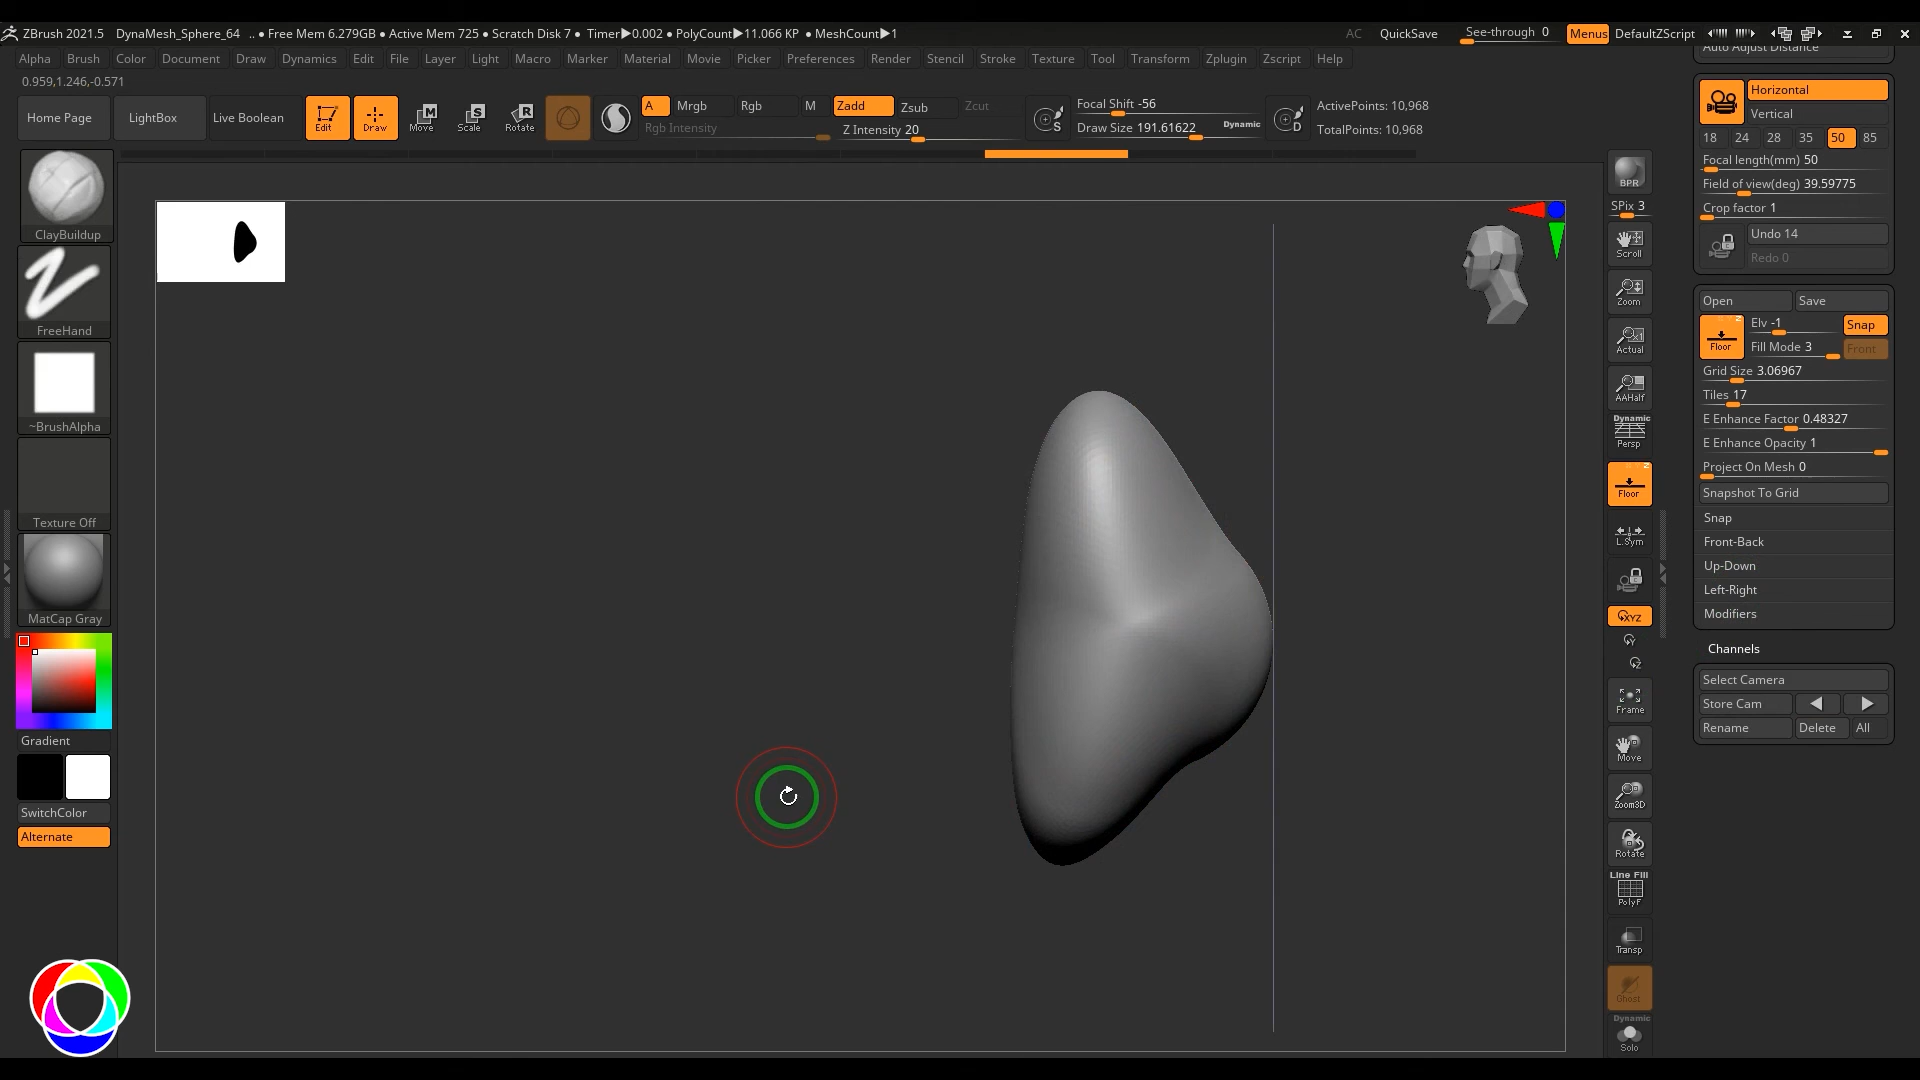 ZBrush 2021.5 DynaMesh_Sphere_64 .. • Free Mem 6.279GB • Active Mem 725 • Scratch Disk 7 • Timer▶0.002 • PolyCount▶11.066 KP • MeshCount▶1 AC QuickSave See-through 0 Menus DefaultZScript
Alpha Brush Color Document Draw Dynamics Edit File Layer Light Macro Marker Material Movie Picker Preferences Render Stencil Stroke Texture Tool Transform Zplugin Zscript Help
0.959,1.246,-0.571
Home Page LightBox Live Boolean Edit Draw Move Scale Rotate
A Mrgb Rgb M Zadd Zsub Zcut
Rgb Intensity Z Intensity 20
S Focal Shift -56
Draw Size 191.61622 Dynamic D
ActivePoints: 10,968
TotalPoints: 10,968
ClayBuildup
FreeHand
~BrushAlpha
Texture Off
MatCap Gray
Gradient
SwitchColor
Alternate
BPR
SPix 3
Scroll
Zoom
Actual
AAHalf
Dynamic
Persp
Floor
L.Sym
XYZ
Y
Z
Frame
Move
Zoom3D
Rotate
Line Fill
PolyF
Transp
Ghost
Dynamic
Solo
Auto Adjust Distance
Horizontal
Vertical
18 24 28 35 50 85
Focal length(mm) 50
Field of view(deg) 39.59775
Crop factor 1
Undo 14
Redo 0
Open Save
Floor Elv -1 Snap
Fill Mode 3 Front
Grid Size 3.06967
Tiles 17
E Enhance Factor 0.48327
E Enhance Opacity 1
Project On Mesh 0
Snapshot To Grid
Snap
Front-Back
Up-Down
Left-Right
Modifiers
Channels
Select Camera
Store Cam
Rename Delete All